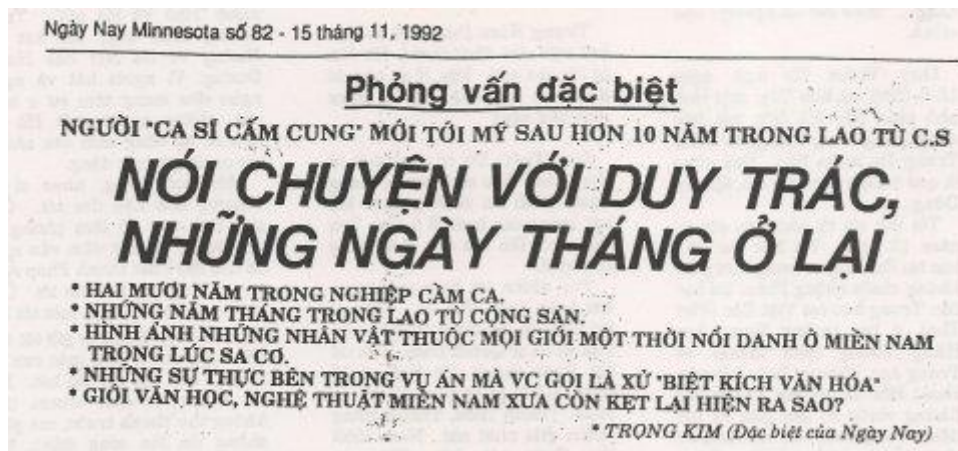 Ngày Nay Minnesota số 82 - 15 tháng 11, 1992
Phỏng vấn dặc biệt
NGƯỜI "CA SĨ CẤM CUNG" MỚI TỚI MỸ SAU HƠN 10 NĂM TRONG LAO TÙ C.S
NÓI CHUYỆN VỚI DUY TRÁC,
NHỮNG NGÀY THÁNG Ở LẠI
* HAI MƯƠI NĂM TRONG NGHIỆP CẦM CA.
* NHỮNG NĂM THÁNG TRONG LAO TÙ CỘNG SẢN.
* HÌNH ẢNH NHỮNG NHÂN VẬT THUỘC MỌI GIỚI MỘT THỜI NỔI DANH Ở MIỀN NAM
TRONG LÚC SA CƠ.
* NHỮNG SỰ THỰC BÊN TRONG VỤ ÁN MÀ VC GỌI LÀ XỬ "BIỆT KÍCH VĂN HÓA"
* GIỚI VĂN HỌC, NGHỆ THUẬT MIỀN NAM XƯA CÒN KẸT LẠI HIỆN RA SAO?
* TRỌNG KIM (Đặc biệt của Ngày Nay)